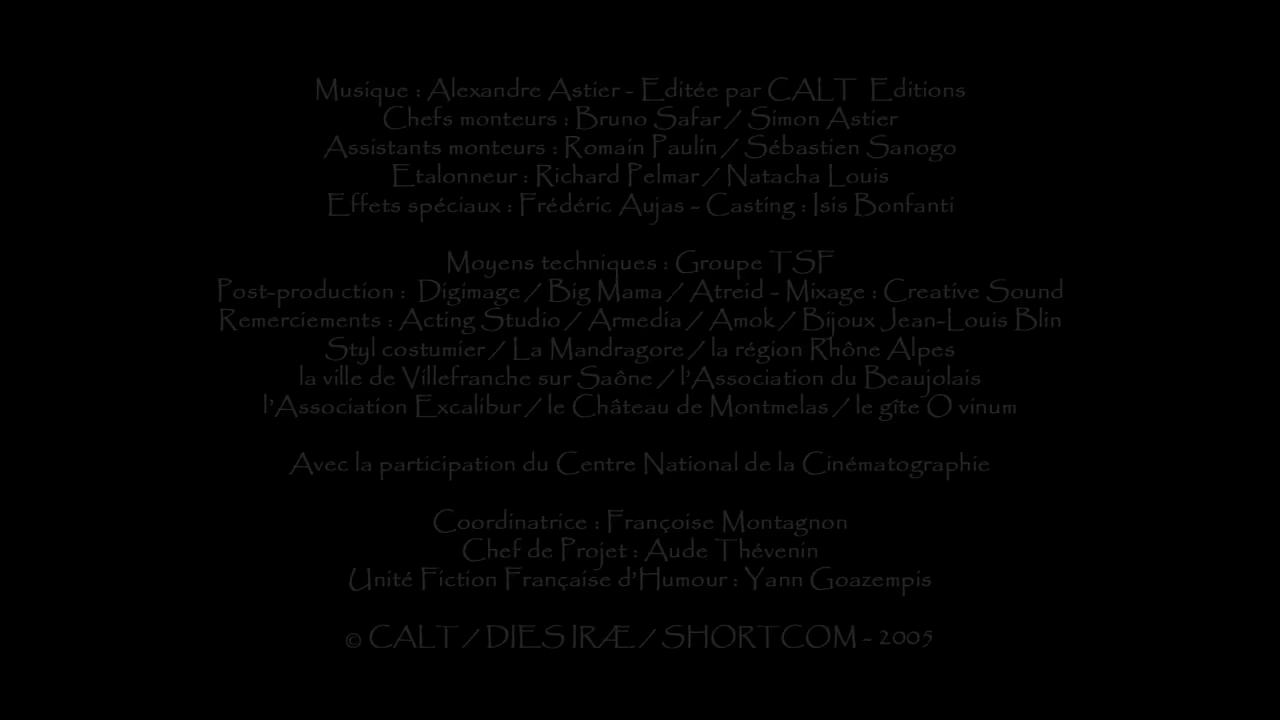 Musique : Alexandre Astier - Editée par CALT Editions
Chefs monteurs : Bruno Safar / Simon Astier
Assistants monteurs : Romain Paulin / Sébastien Sanogo
Etalonneur : Richard Pelmar / Natacha Louis
Effets spéciaux : Frédéric Aujas - Casting : Isis Bonfanti
Moyens techniques : Groupe TSF
Post-production : Digimage / Big Mama / Atreid - Mixage : Creative Sound
Remerciements : Acting Studio / Armedia / Amok / Bijoux Jean-Louis Blin
Styl costumier / La Mandragore / la région Rhône Alpes
la ville de Villefranche sur Saône / l'Association du Beaujolais
l'Association Excalibur / le Château de Montmelas / le gîte O vinum
Avec la participation du Centre National de la Cinématographie
Coordinatrice : Françoise Montagnon
Chef de Projet : Aude Thévenin
Unité Fiction Française d'Humour : Yann Goazempis
© CALT / DIES IRÆ / SHORTCOM - 2005